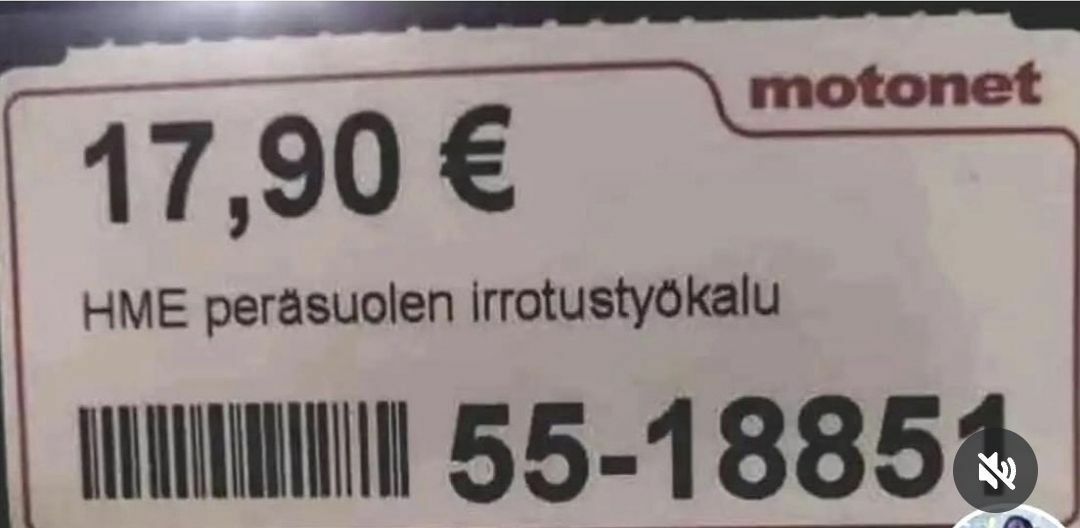 motonet
17,90 €
HME peräsuolen irrotustyökalu
55-18851